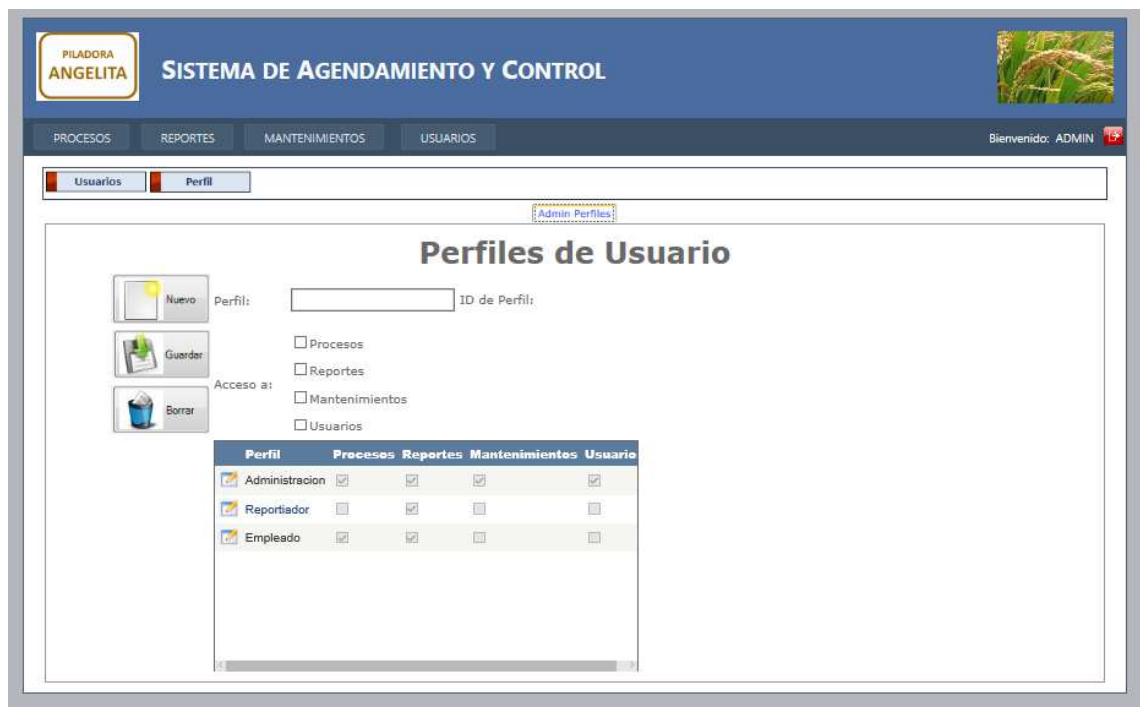 PILADORA
ANGELITA
SISTEMA DE AGENDAMIENTO Y CONTROL
PROCESOS REPORTES MANTENIMIENTOS USUARIOS Bienvenido: ADMIN
Usuarios Perfil
Admin Perfiles
Perfiles de Usuario
Nuevo Perfil: ID de Perfil:
Procesos
Guardar
Reportes
Acceso a:
Mantenimientos
Borrar
Usuarios
Perfil Procesos Reportes Mantenimientos Usuario
Administracion
Reportiador
Empleado